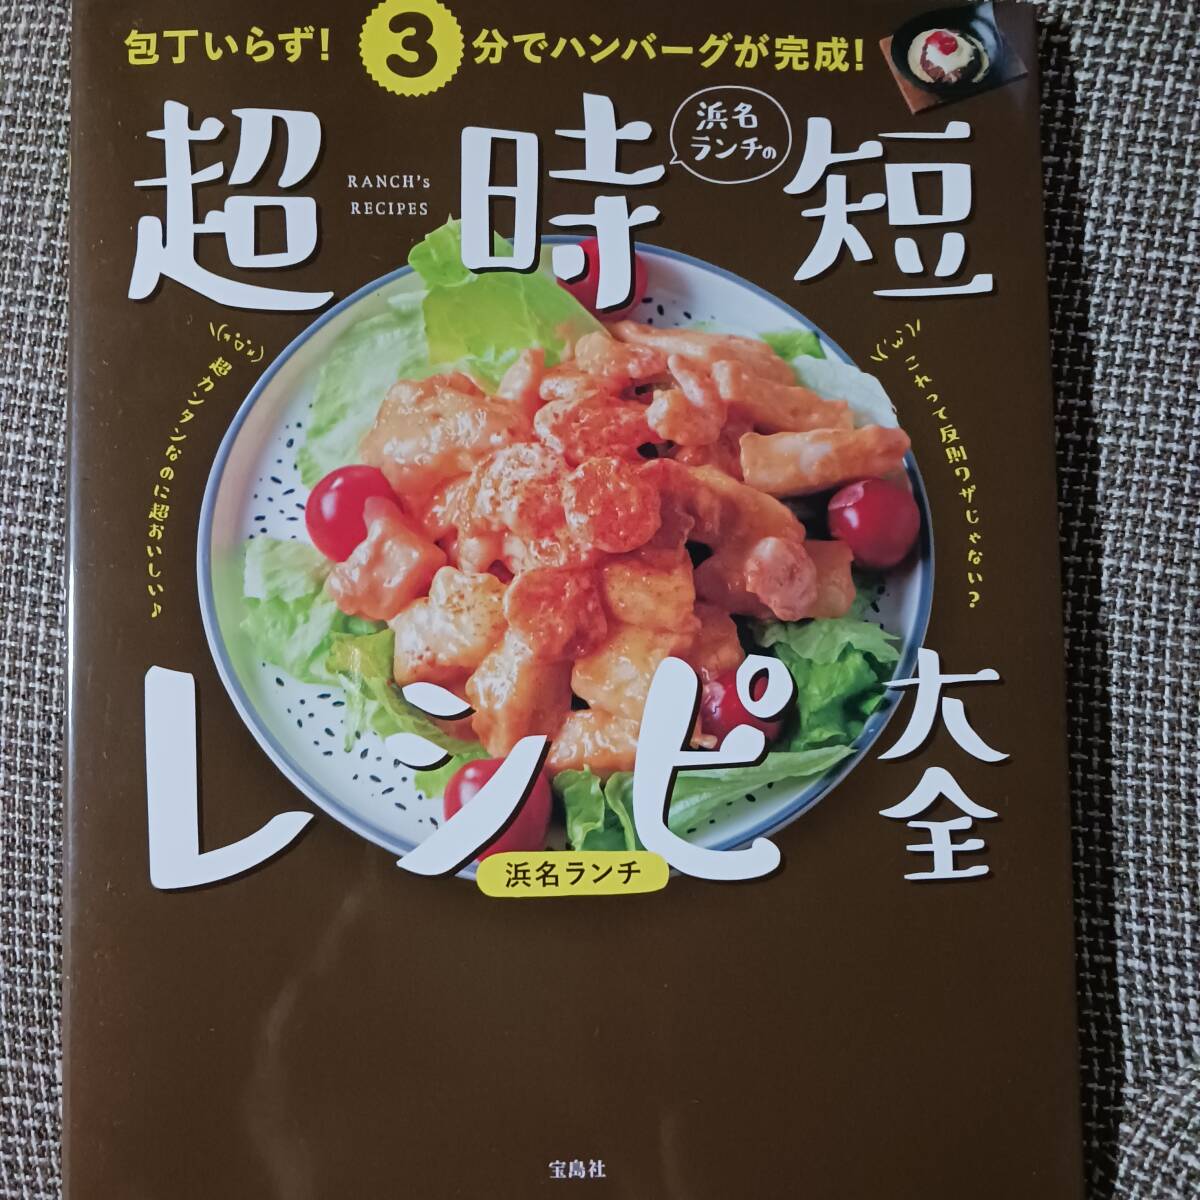 包丁いらず! 3分でハンバーグが完成!
浜名
ランチの
超時短
RANCH's
RECIPES
超カンタンなのに超おいしい♪
これって反則ワザじゃない?
レシピ大全
浜名ランチ
宝島社